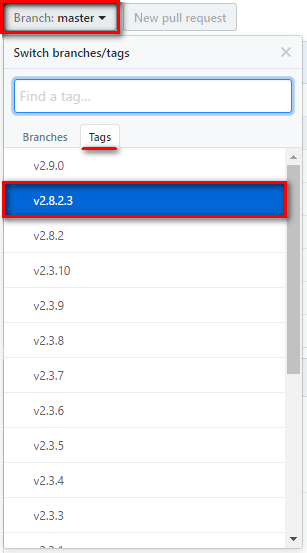 Branch: master New pull request
Switch branches/tags
Find a tag...
Branches Tags
v2.9.0
v2.8.2.3
v2.8.2
v2.3.10
v2.3.9
v2.3.8
v2.3.7
v2.3.6
v2.3.5
v2.3.4
v2.3.3